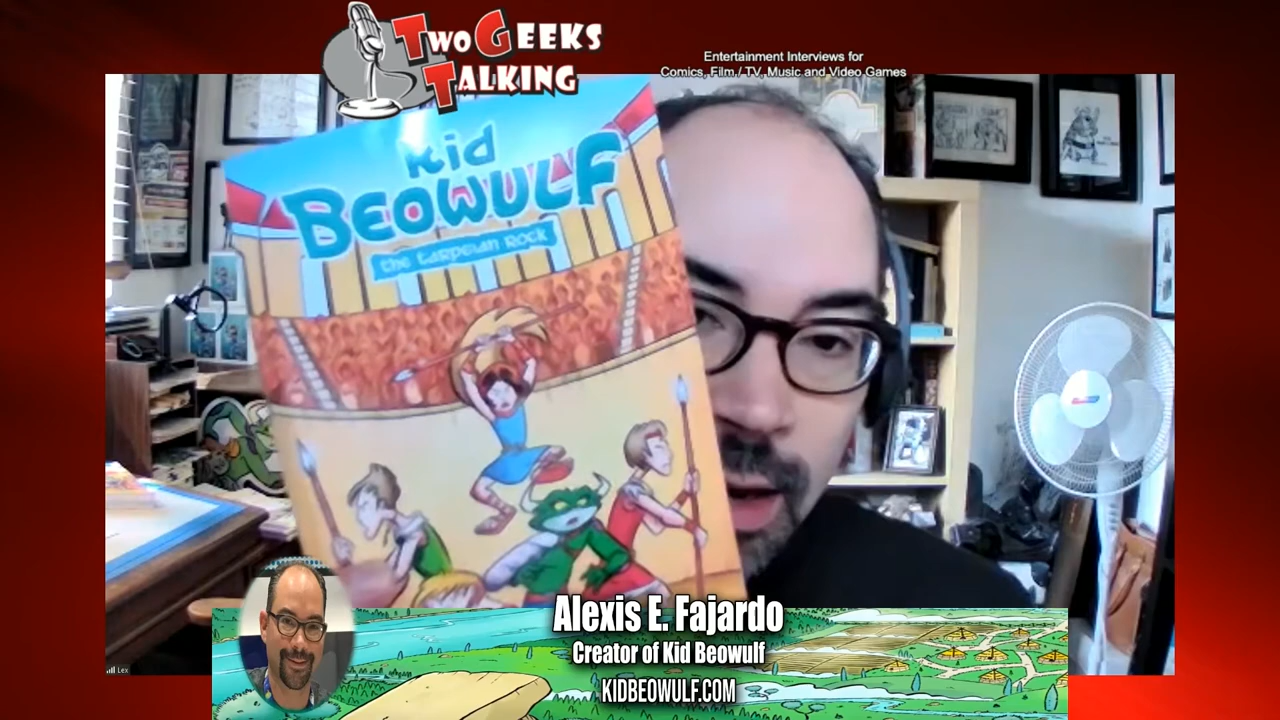 Two Geeks
Talking
Entertainment Interviews for
Comics, Film,/ TV ,Music and Video Games
Kid
BEOWULF
the tarpeian rock
Lex
Alexis E. Fajardo
Creator of Kid Beowulf
KIDBEOWULF.COM